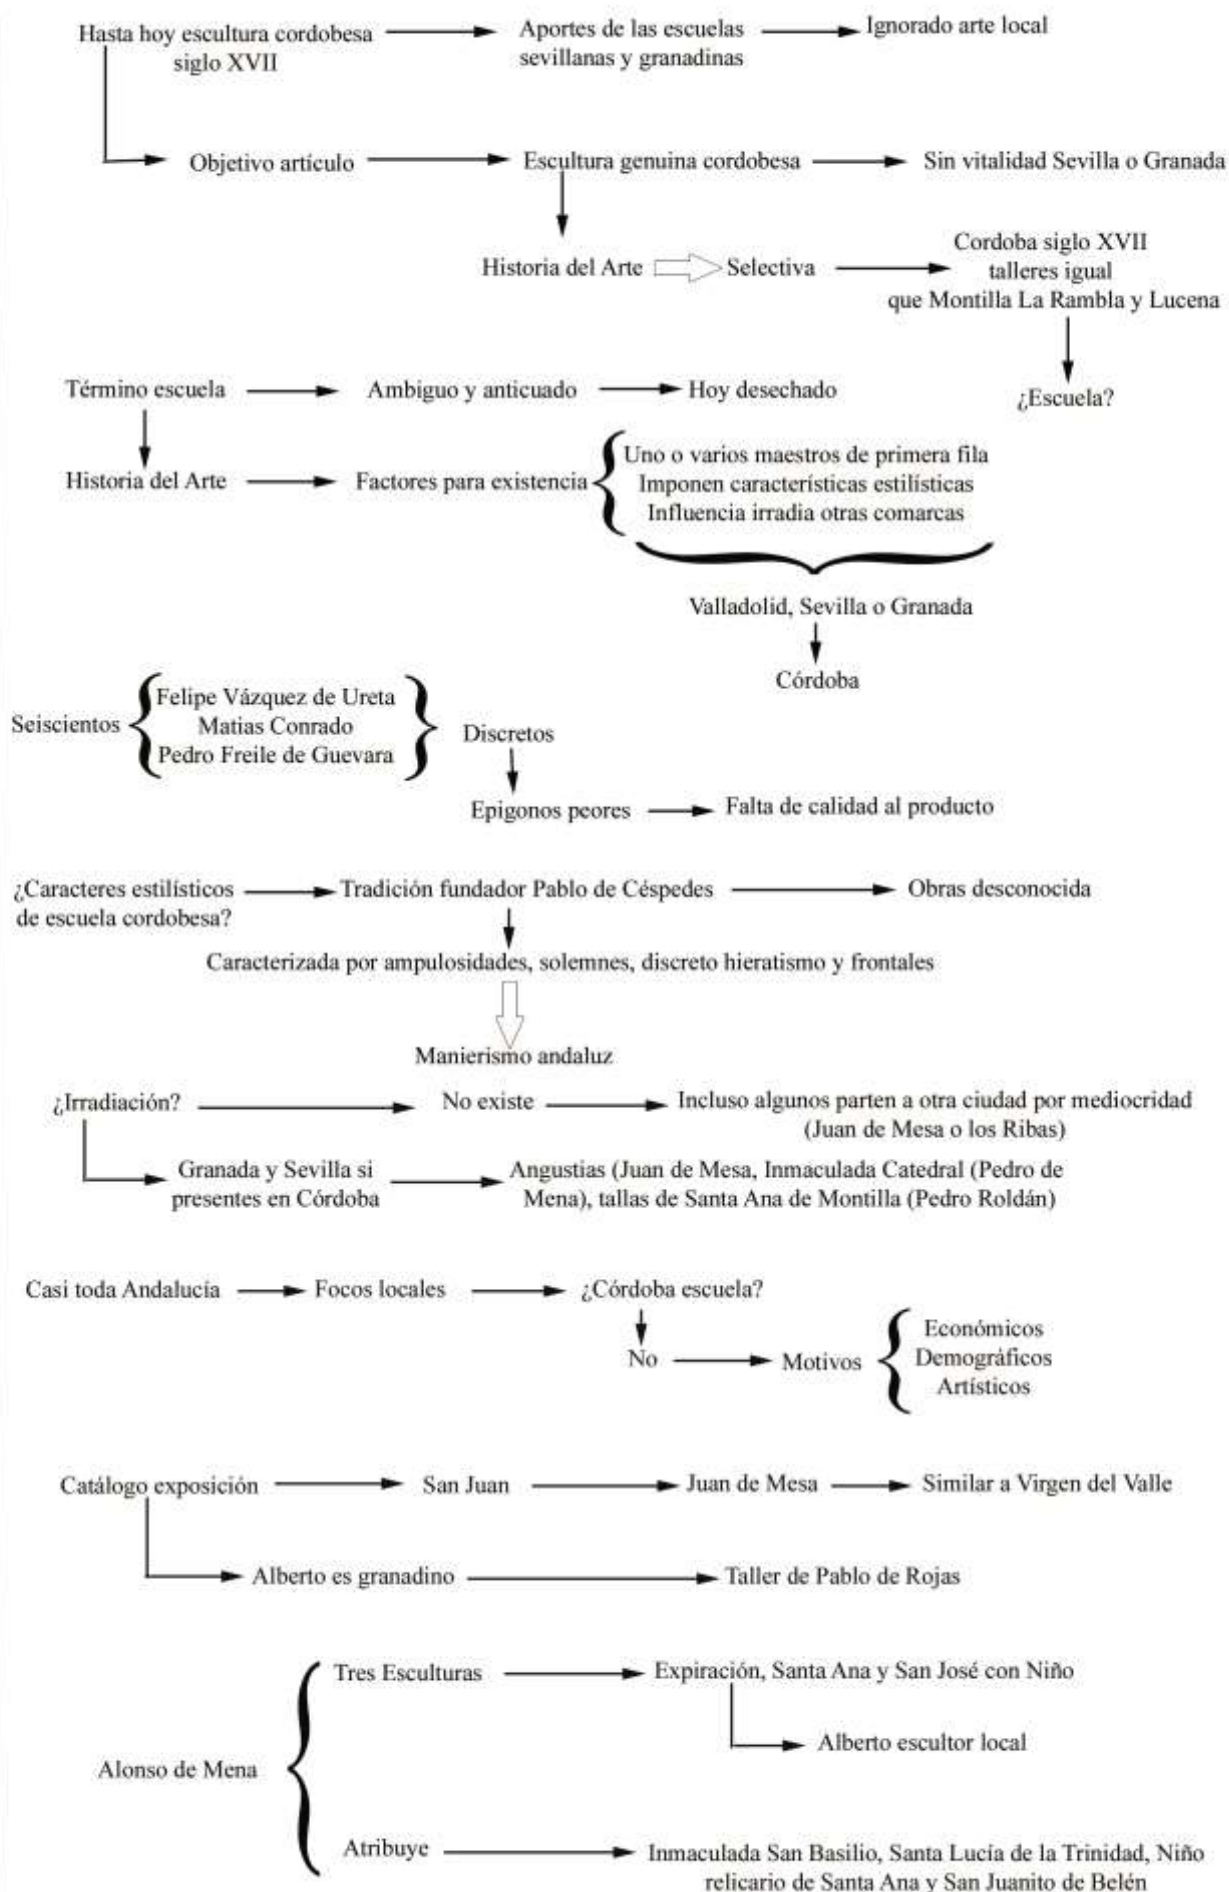 Hasta hoy escultura cordobesa
siglo XVII
Aportes de las escuelas
sevillanas y granadinas
Ignorado arte local
Objetivo artículo
Escultura genuina cordobesa
Sin vitalidad Sevilla o Granada
Historia del Arte
Selectiva
Cordoba siglo XVII
talleres igual
que Montilla La Rambla y Lucena
¿Escuela?
Término escuela
Ambiguo y anticuado
Hoy desechado
Historia del Arte
Factores para existencia
Uno o varios maestros de primera fila
Imponen características estilísticas
Influencia irradia otras comarcas
Valladolid, Sevilla o Granada
Córdoba
Seiscientos
Felipe Vázquez de Ureta
Matias Conrado
Pedro Freile de Guevara
Discretos
Epigonos peores
Falta de calidad al producto
¿Caracteres estilísticos
de escuela cordobesa?
Tradición fundador Pablo de Céspedes
Obras desconocida
Caracterizada por ampulosidades, solemnes, discreto hieratismo y frontales
Manierismo andaluz
¿Irradiación?
No existe
Incluso algunos parten a otra ciudad por mediocridad
(Juan de Mesa o los Ribas)
Granada y Sevilla si
presentes en Córdoba
Angustias (Juan de Mesa, Inmaculada Catedral (Pedro de
Mena), tallas de Santa Ana de Montilla (Pedro Roldán)
Casi toda Andalucía
Focos locales
¿Córdoba escuela?
No
Motivos
Económicos
Demográficos
Artísticos
Catálogo exposición
San Juan
Juan de Mesa
Similar a Virgen del Valle
Alberto es granadino
Taller de Pablo de Rojas
Alonso de Mena
Tres Esculturas
Expiración, Santa Ana y San José con Niño
Alberto escultor local
Atribuye
Inmaculada San Basilio, Santa Lucía de la Trinidad, Niño
relicario de Santa Ana y San Juanito de Belén